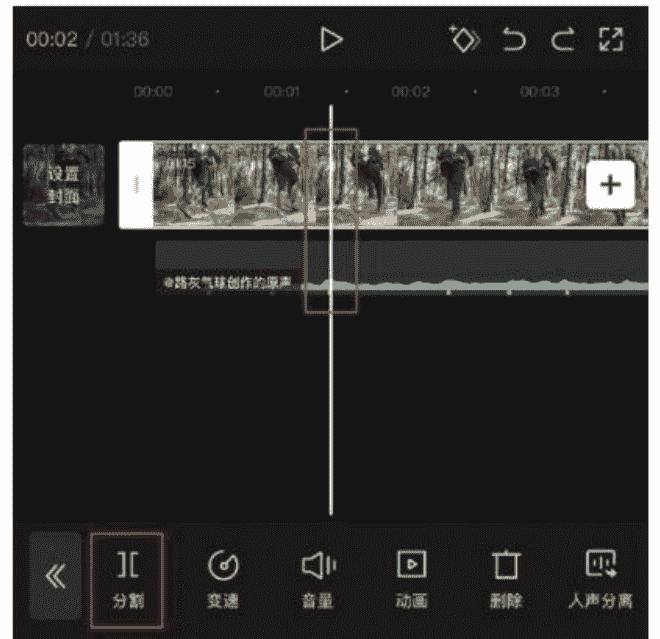 00:02 / 01:36
00:00 00:01 00:02 00:03
设置
封面
@路灰气球创作的原声
分割 变速 音量 动画 删除 人声分离